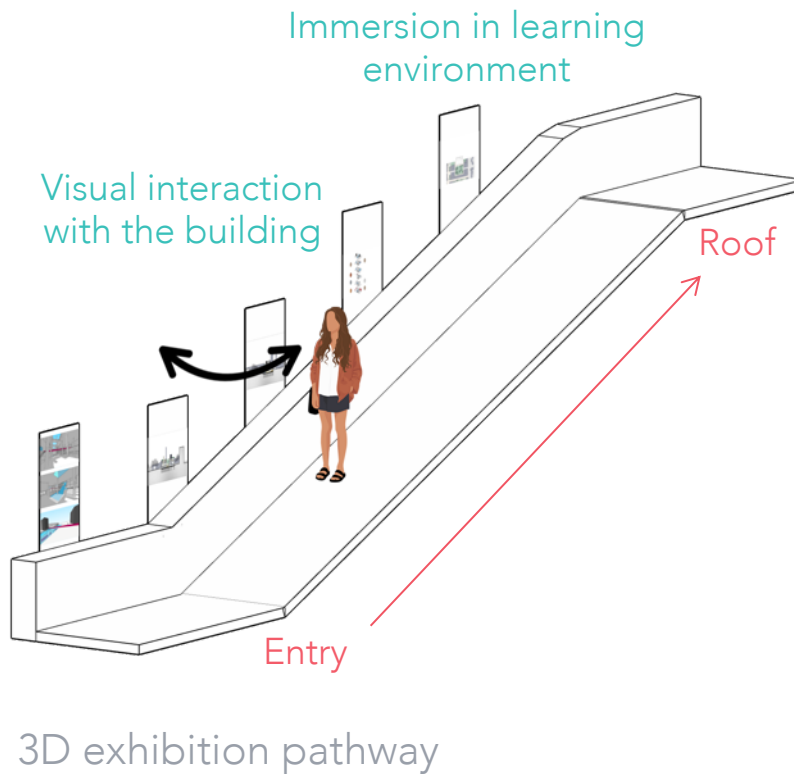 Immersion in learning
environment
Visual interaction
with the building
Roof
Entry
3D exhibition pathway